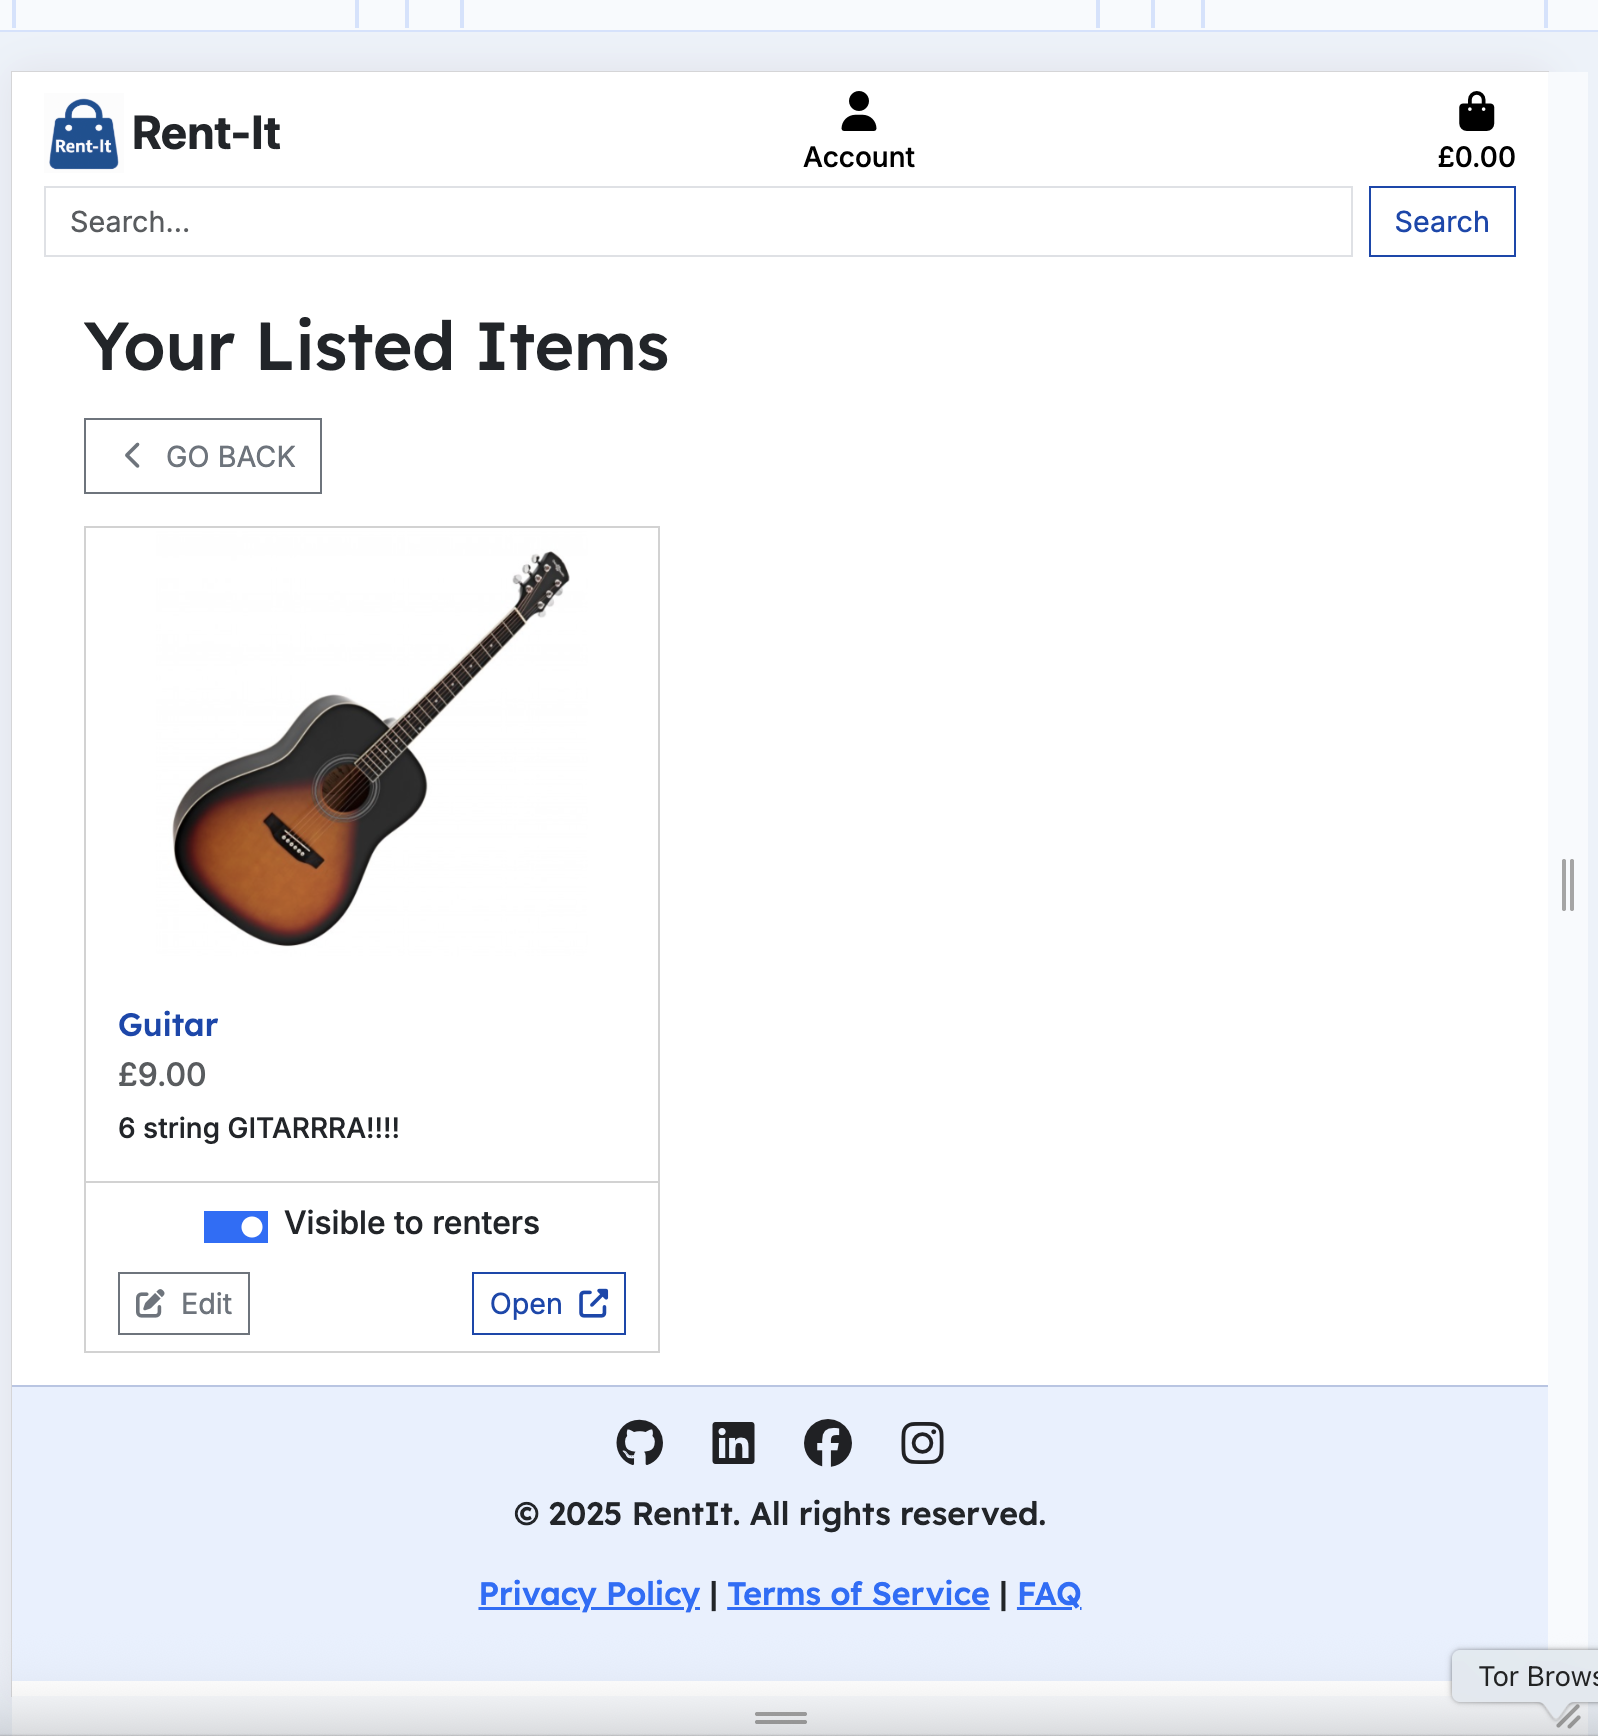 Rent-It
Rent-It
Account
£0.00
Search...
Search
Your Listed Items
GO BACK
Guitar
£9.00
6 string GITARRRA!!!!
Visible to renters
Edit
Open
© 2025 RentIt. All rights reserved.
Privacy Policy | Terms of Service | FAQ
Tor